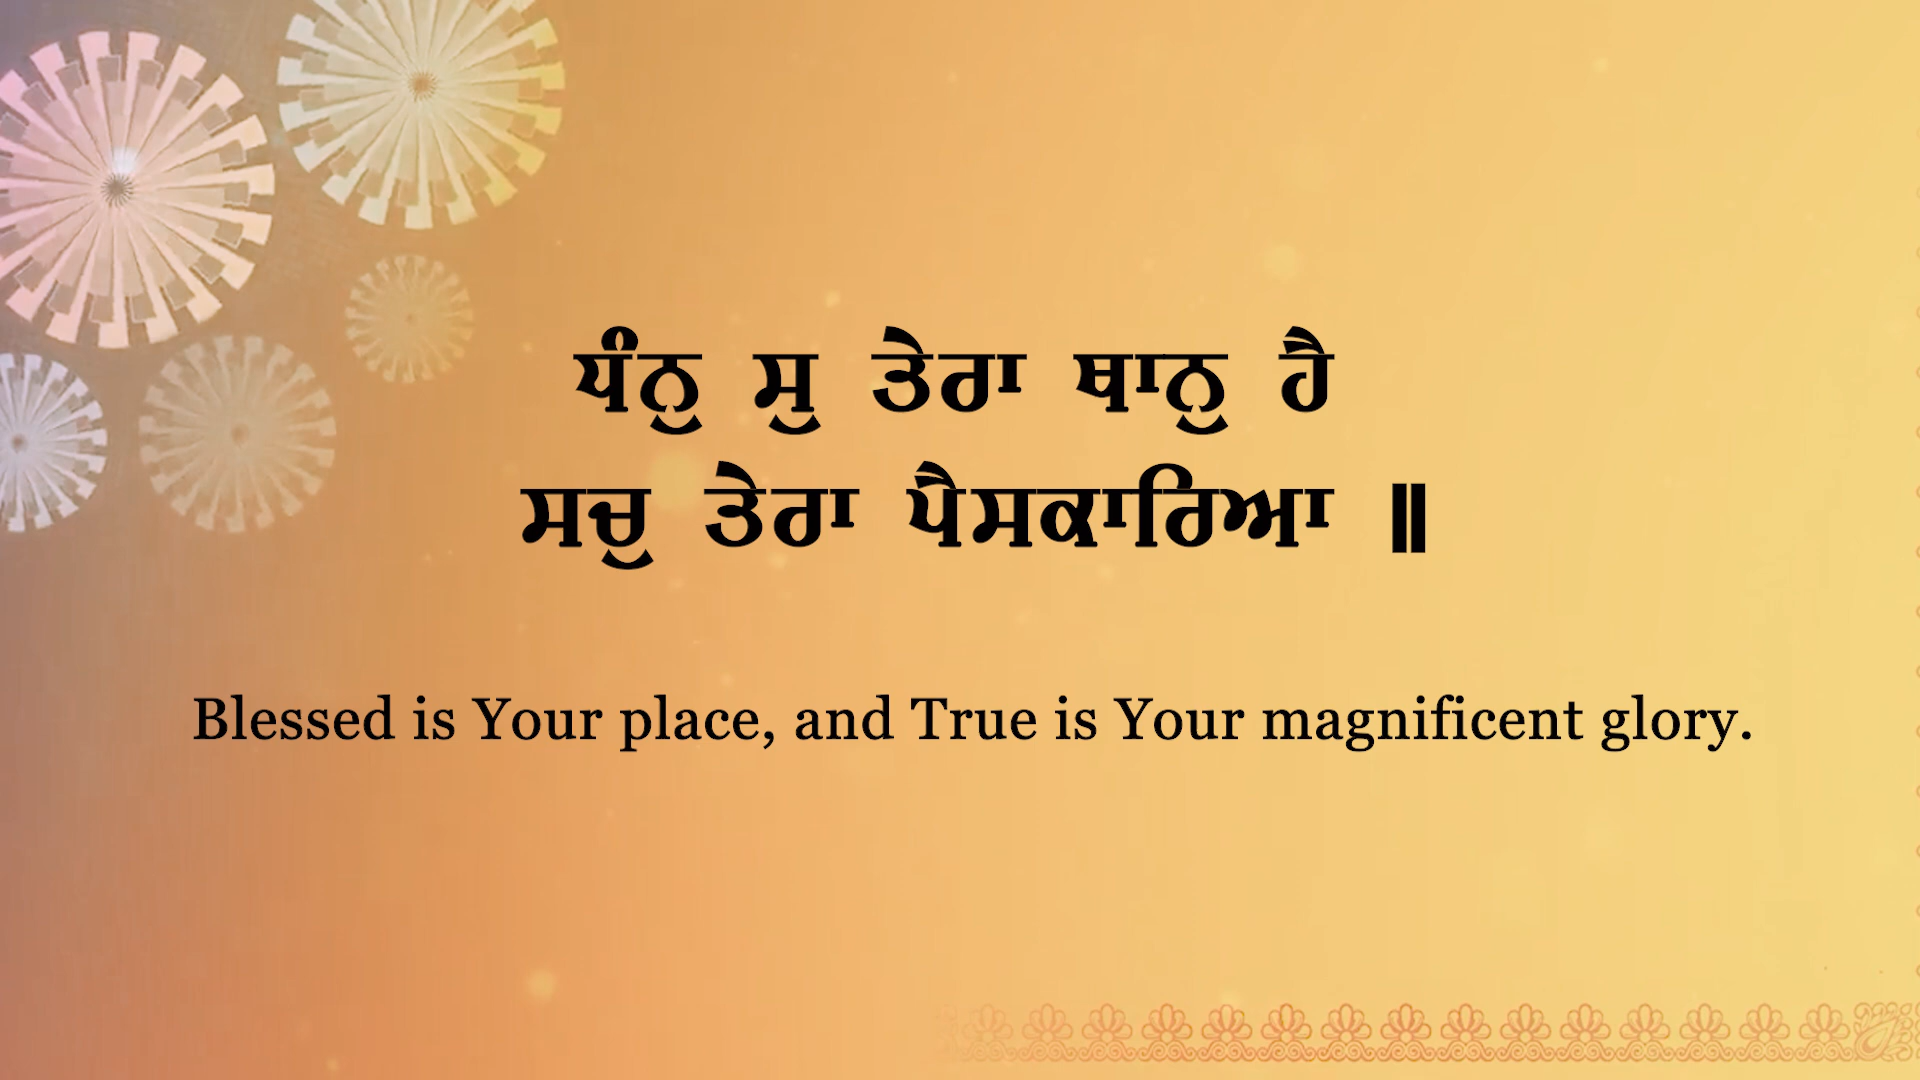 ਧੰਨੁ ਸੁ ਤੇਰਾ ਥਾਨੁ ਹੈ
ਸਚੁ ਤੇਰਾ ਪੈਸਕਾਰਿਆ ॥
Blessed is Your place, and True is Your magnificent glory.